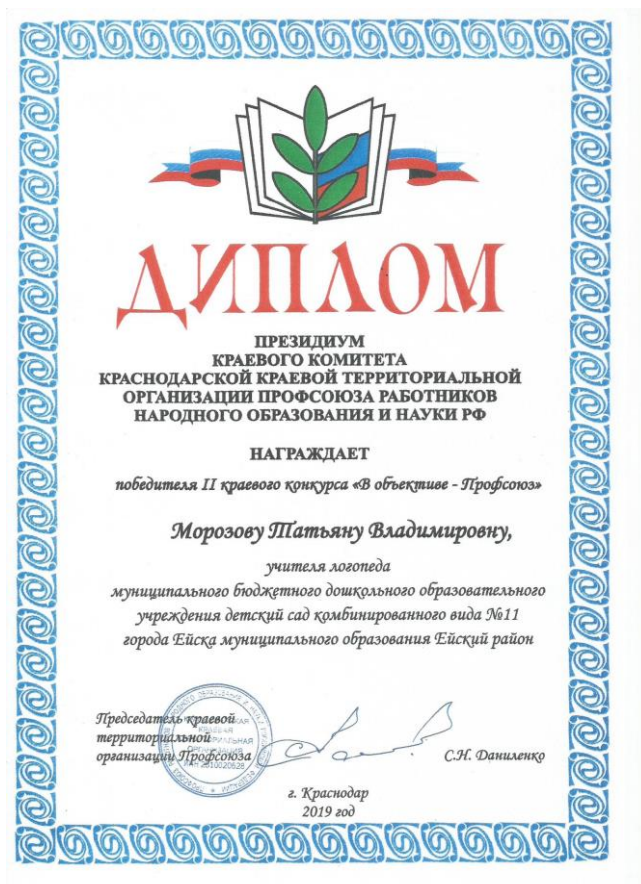 ДИПЛОМ
ПРЕЗИДИУМ
КРАЕВОГО КОМИТЕТА
КРАСНОДАРСКОЙ КРАЕВОЙ ТЕРРИТОРИАЛЬНОЙ
ОРГАНИЗАЦИИ ПРОФСОЮЗА РАБОТНИКОВ
НАРОДНОГО ОБРАЗОВАНИЯ И НАУКИ РФ
НАГРАЖДАЕТ
победителя II краевого конкурса «В объективе - Профсоюз»
Морозову Татьяну Владимировну,
учителя логопеда
муниципального бюджетного дошкольного образовательного
учреждения детский сад комбинированного вида №11
города Ейска муниципального образования Ейский район
Председатель краевой
территориальной
организации Профсоюза
С.Н. Даниленко
КРАЕВАЯ
ОРГАНИЗАЦИЯ
г. Краснодар
2019 год